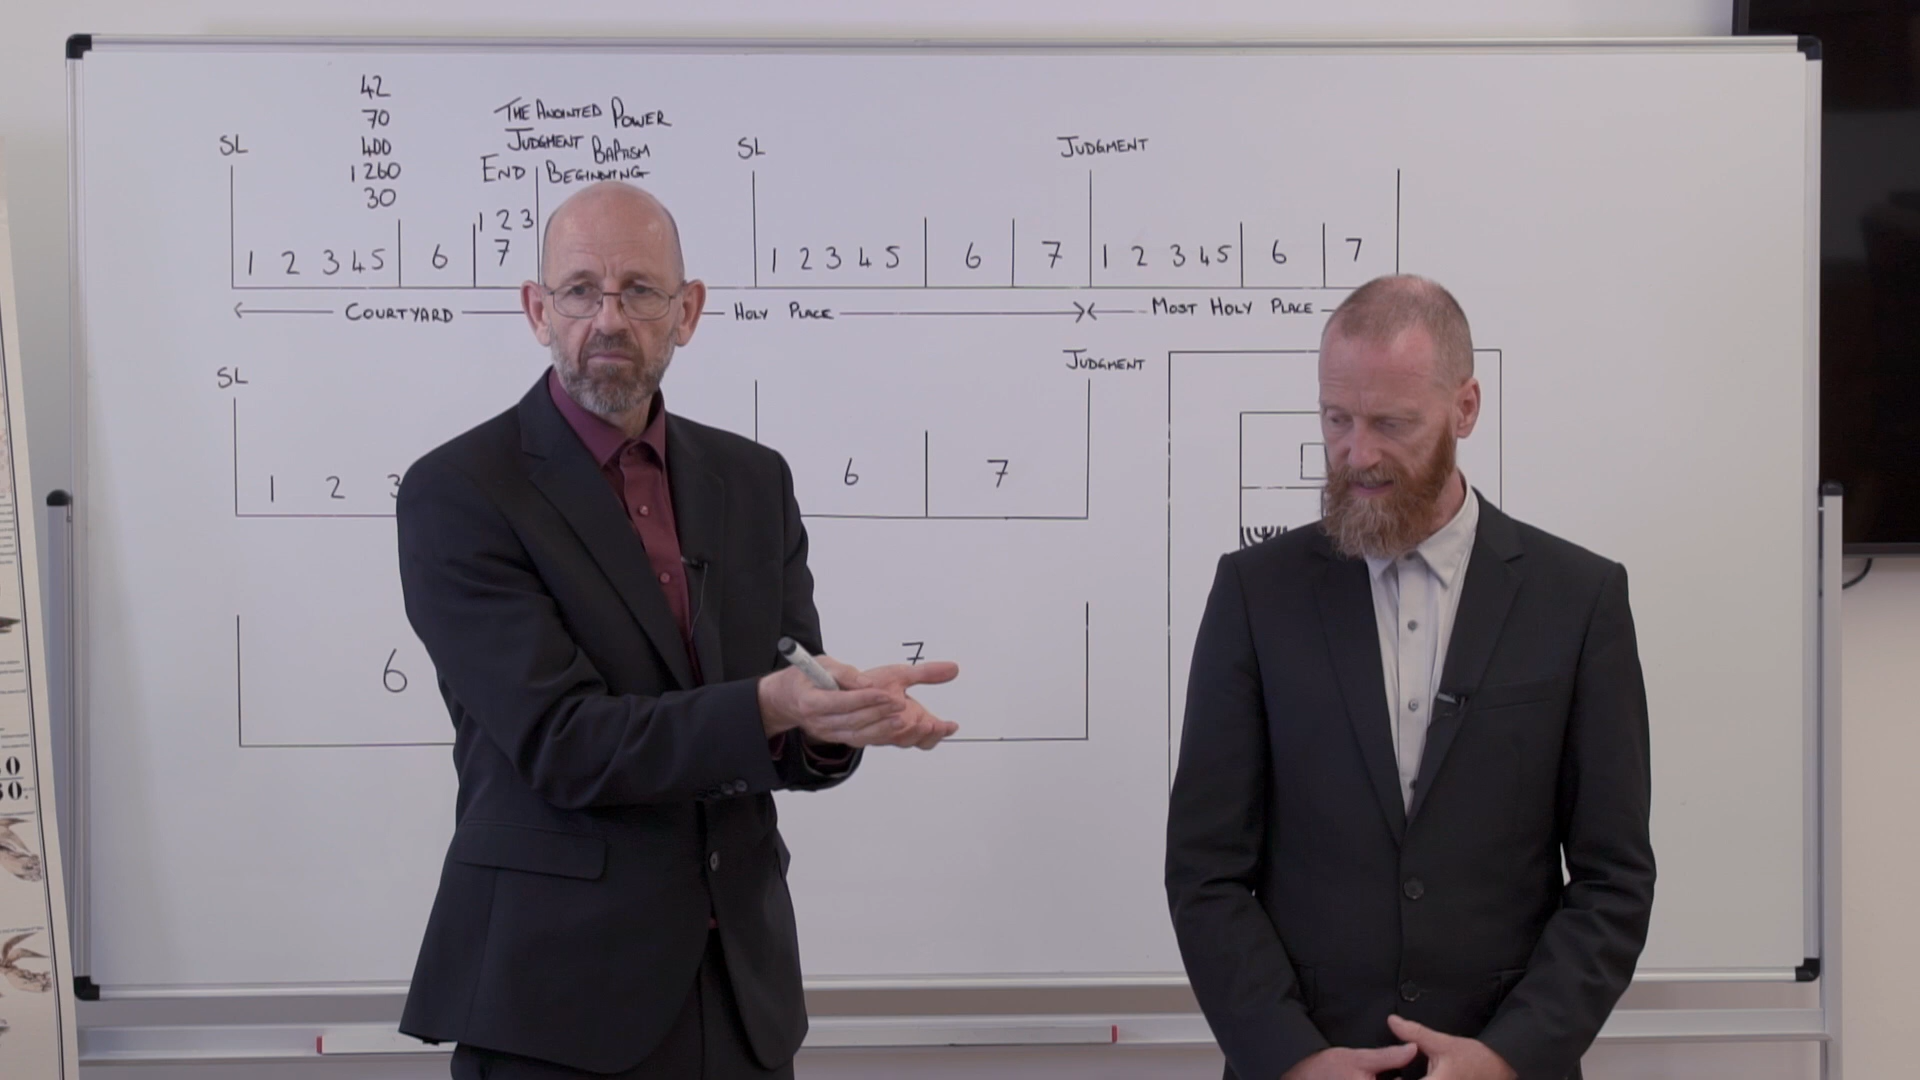 42
70
400
1260
30
THE ANOINTED POWER
JUDGMENT BAPTISM
END BEGINNING
SL
SL
JUDGMENT
1 2 3
1 2 3 4 5 6 7
1 2 3 4 5 6 7
1 2 3 4 5 6 7
COURTYARD
HOLY PLACE
MOST HOLY PLACE
SL
JUDGMENT
1 2 3
6 7
6
7